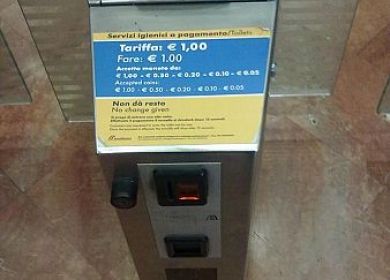 Servizi igienici a pagamento/Toilets
Tariffa: € 1,00
Fare: € 1.00
Accetta monete da:
€ 1,00 - € 0.50 - € 0.20 - € 0.10 - € 0.05
Accepted coins:
€ 1.00 - € 0.50 - € 0.20 - € 0.10 - € 0.05
Non dà resto
No change given